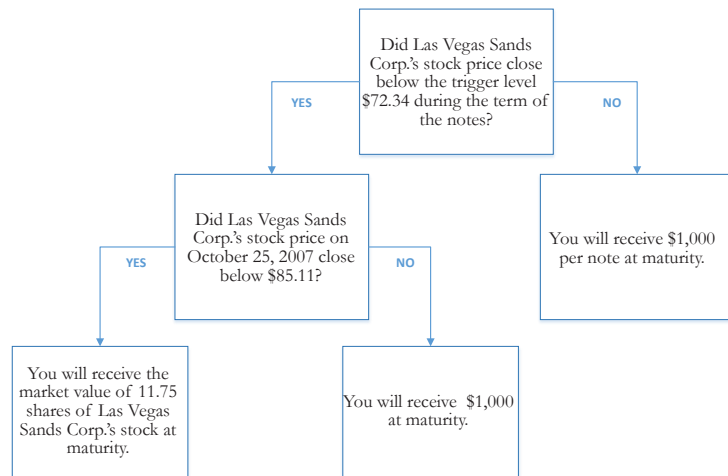 Did Las Vegas Sands
Corp.'s stock price close
below the trigger level
$72.34 during the term of
the notes?
YES
NO
Did Las Vegas Sands
Corp.'s stock price on
October 25, 2007 close
below $85.11?
You will receive $1,000
per note at maturity.
YES
NO
You will receive the
market value of 11.75
shares of Las Vegas
Sands Corp.'s stock at
maturity.
You will receive $1,000
at maturity.